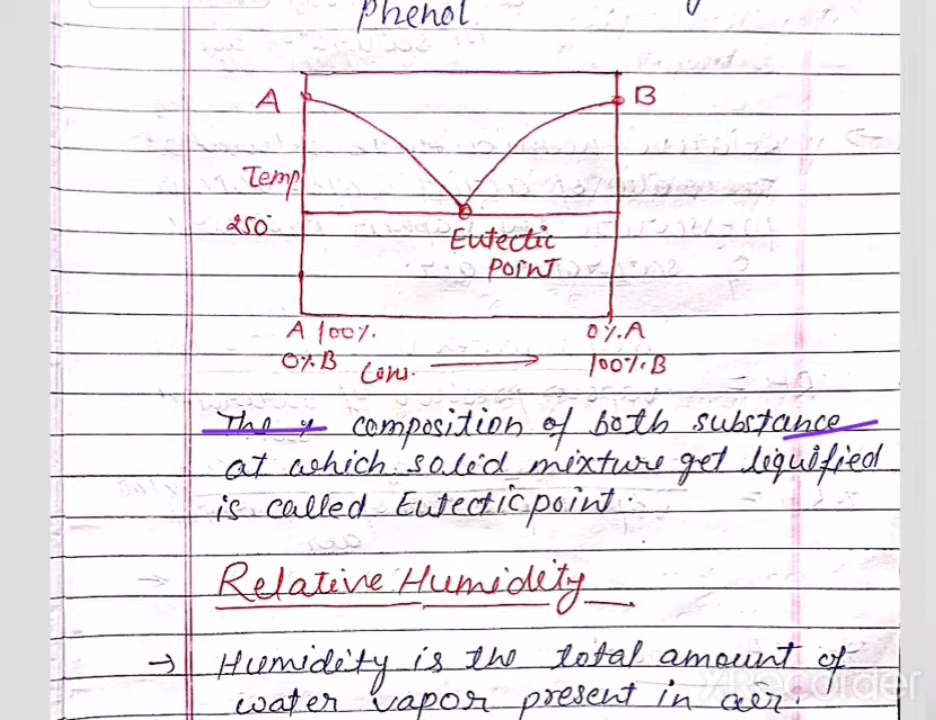 Phenol
A
B
Temp
250°
Eutectic
Point
A 100%.
0%.A
0%B
Conc.
100%.B
The % composition of both substance
at which solid mixture get liquified
is called Eutectic point.
Relative Humidity
→ Humidity is the total amount of
water vapor present in air.
XRecorder